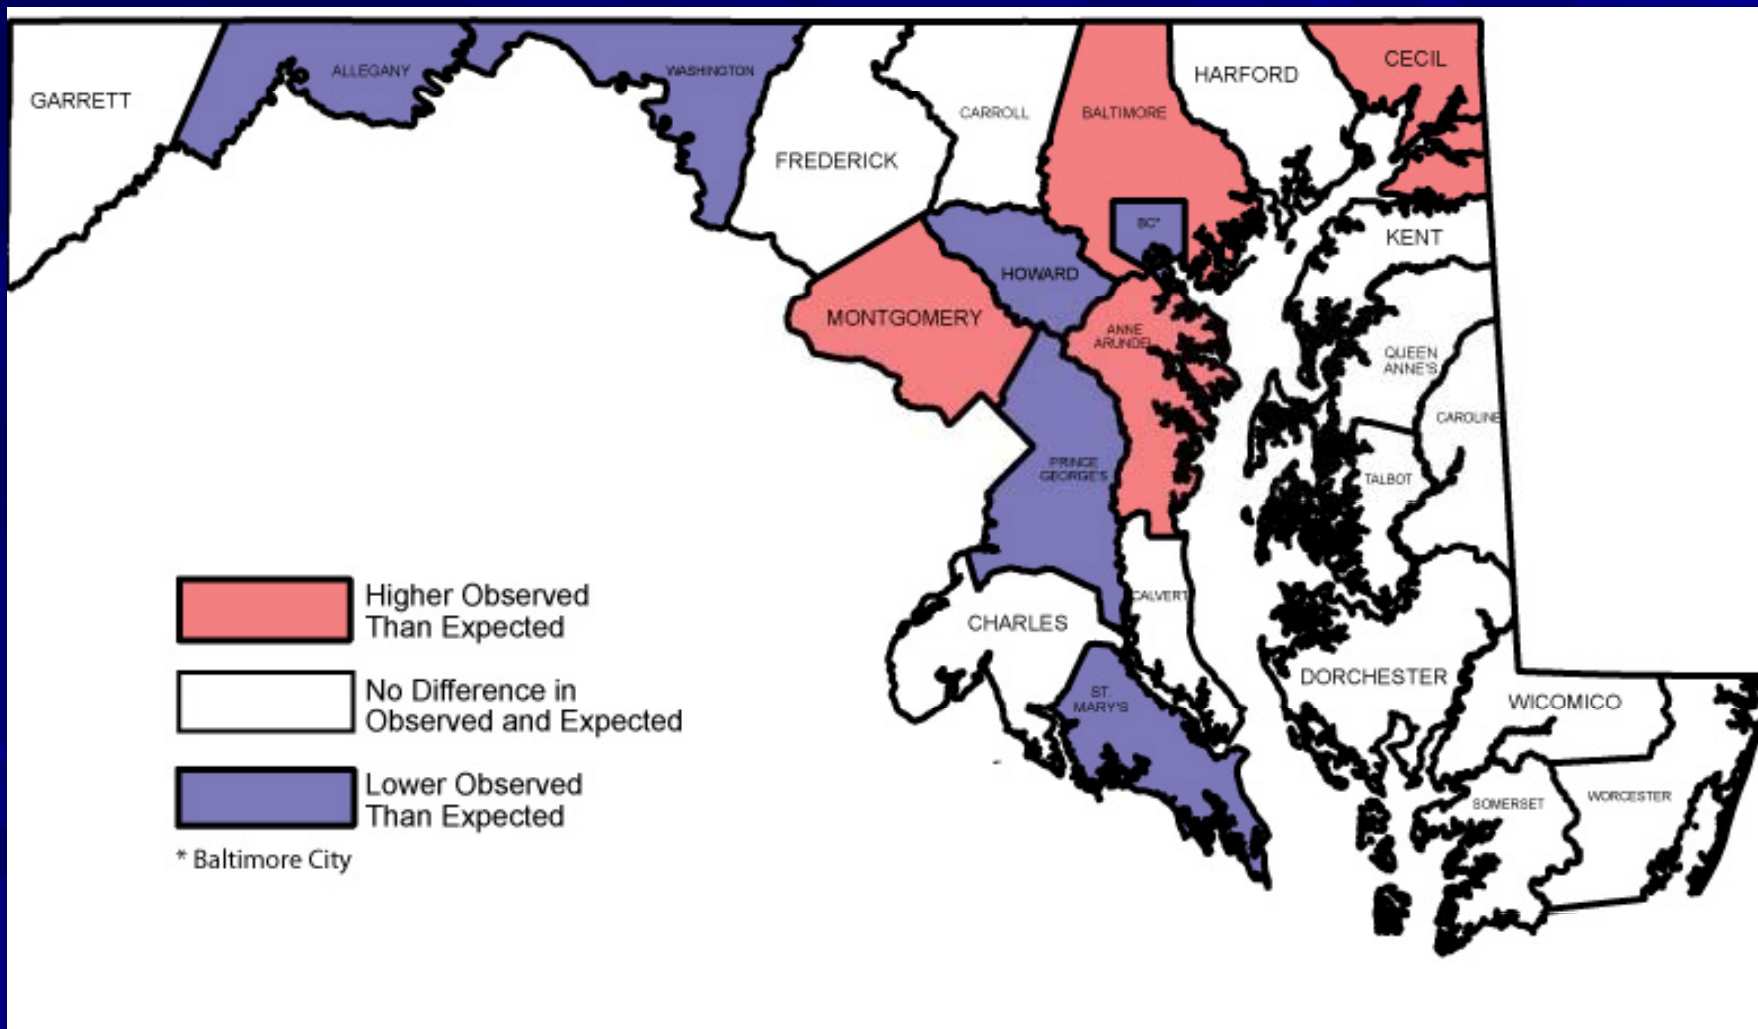 GARRETT
ALLEGANY
WASHINGTON
FREDERICK
CARROLL
BALTIMORE
HARFORD
CECIL
BC*
KENT
HOWARD
MONTGOMERY
ANNE
ARUNDEL
QUEEN
ANNE'S
CAROLINE
PRINCE
GEORGE'S
TALBOT
CALVERT
CHARLES
ST.
MARY'S
DORCHESTER
WICOMICO
SOMERSET
WORCESTER
Higher Observed
Than Expected
No Difference in
Observed and Expected
Lower Observed
Than Expected
* Baltimore City